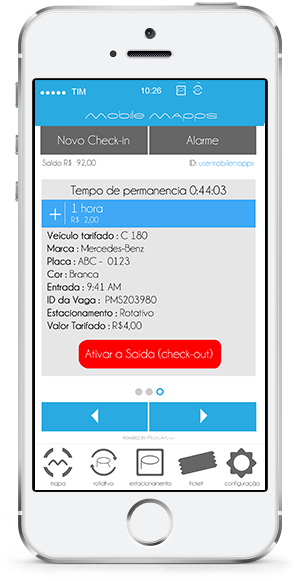 TIM 10:26
Mobile Mapps
Novo Check-in Alarme
Saldo R$ 92,00 ID: usermobilemapps
Tempo de permanencia 0:44:03
+ 1 hora
R$ 2,00
Veículo tarifado : C 180
Marca : Mercedes-Benz
Placa : ABC - 0123
Cor : Branca
Entrada : 9:41 AM
ID da Vaga : PMS203980
Estacionamento : Rotativo
Valor Tarifado : R$4,00
Ativar a Saida (check-out)
POWERED BY
mapa rotativo estacionamento ticket configuração